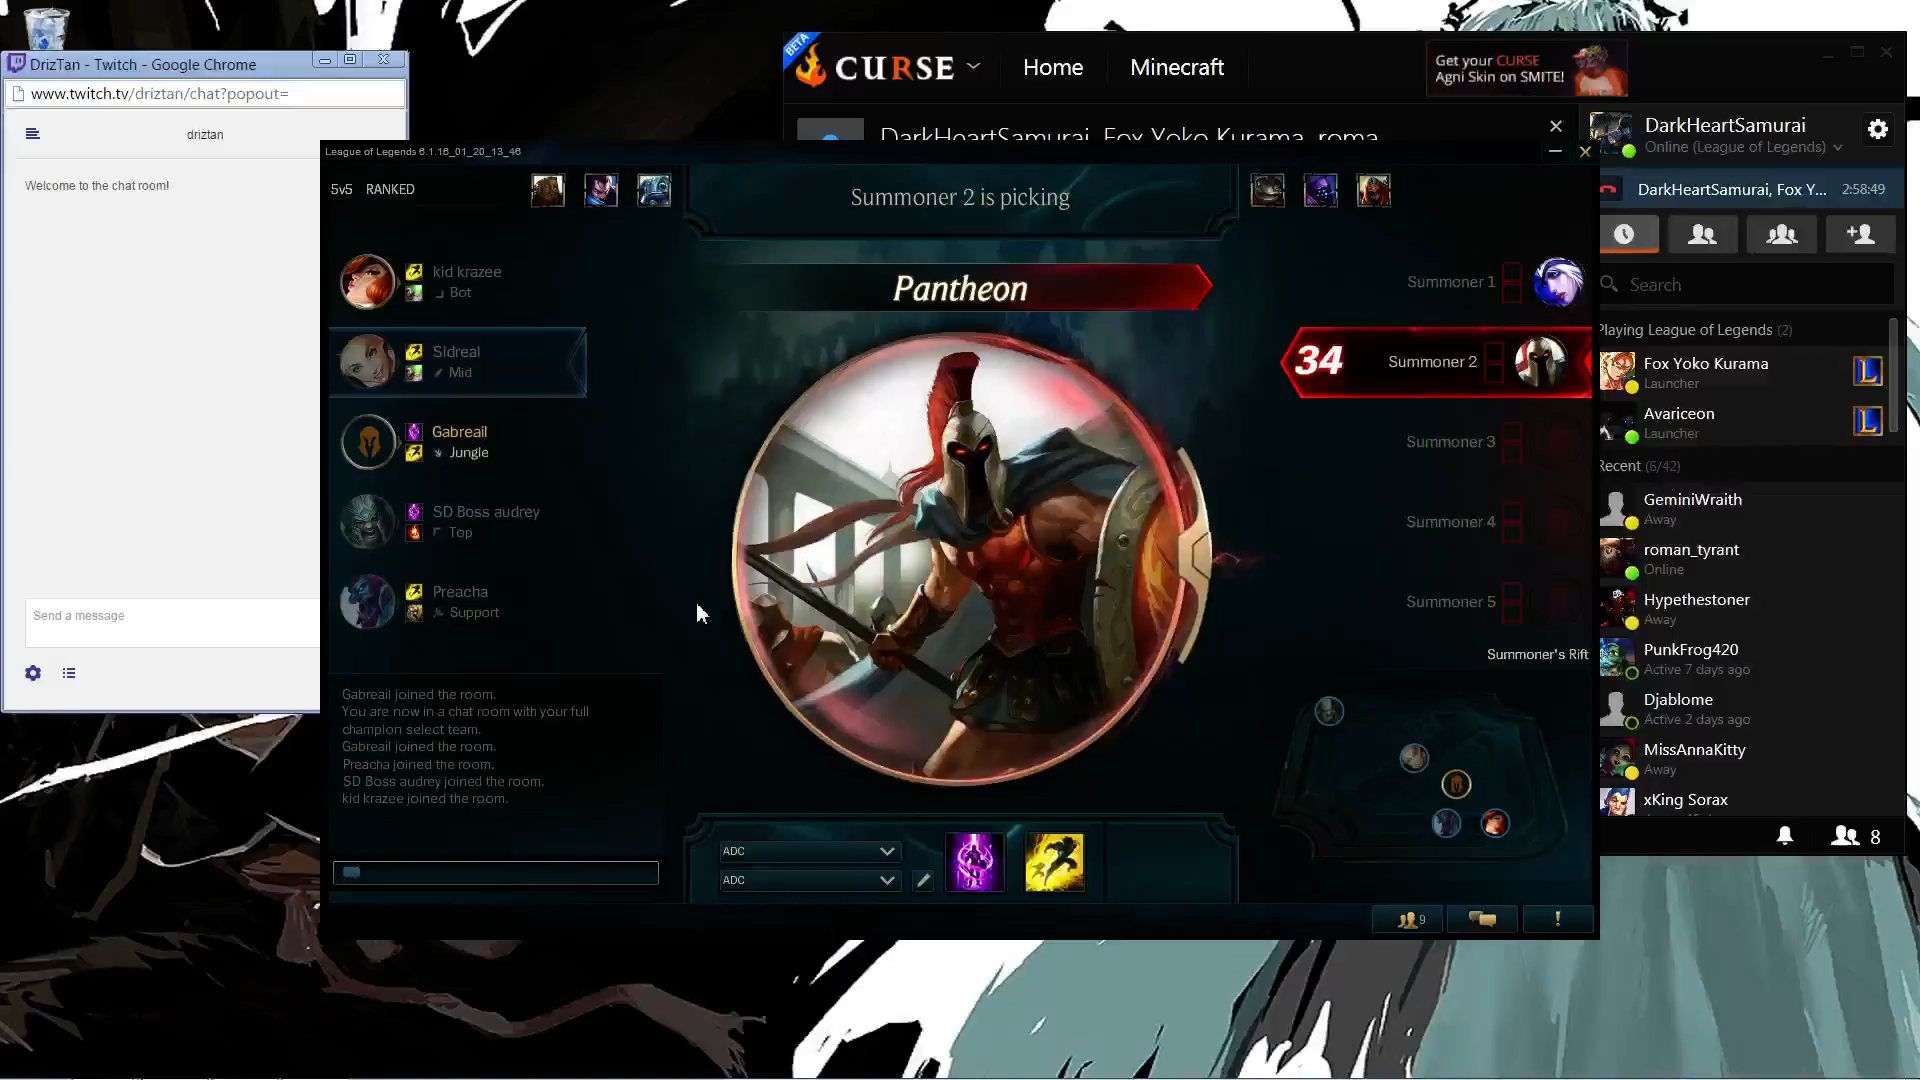 DrizTan - Twitch - Google Chrome
www.twitch.tv/driztan/chat?popout=
driztan
Welcome to the chat room!
Send a message
BETA
CURSE
Home
Minecraft
Get your CURSE
Agni Skin on SMITE!
DarkHeartSamurai, Fox Yoko Kurama, roma
League of Legends 6.1.16_01_20_13_46
5v5 RANKED
Summoner 2 is picking
Pantheon
kid krazee
Bot
Sidreal
Mid
Gabreail
Jungle
SD Boss audrey
Top
Preacha
Support
Gabreail joined the room.
You are now in a chat room with your full
champion select team.
Gabreail joined the room.
Preacha joined the room.
SD Boss audrey joined the room.
kid krazee joined the room.
ADC
ADC
Summoner 1
34 Summoner 2
Summoner 3
Summoner 4
Summoner 5
Summoner's Rift
9
!
DarkHeartSamurai
Online (League of Legends)
DarkHeartSamurai, Fox Y... 2:58:49
Search
Playing League of Legends (2)
Fox Yoko Kurama
Launcher
L
Avariceon
Launcher
L
Recent (6/42)
GeminiWraith
Away
roman_tyrant
Online
Hypethestoner
Away
PunkFrog420
Active 7 days ago
Djablome
Active 2 days ago
MissAnnaKitty
Away
xKing Sorax
8